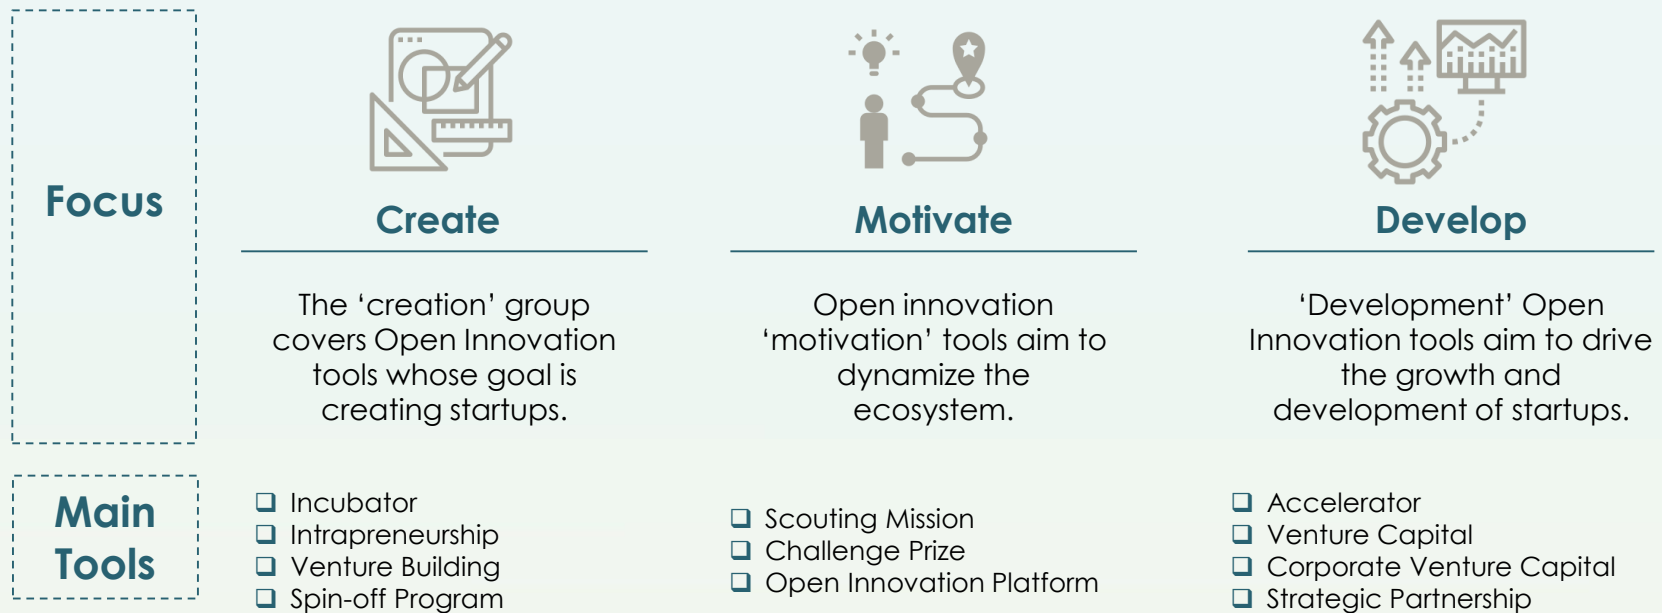 Focus
Create
The ‘creation’ group
covers Open Innovation
tools whose goal is
creating startups.
Motivate
Open innovation
‘motivation’ tools aim to
dynamize the
ecosystem.
Develop
‘Development’ Open
Innovation tools aim to drive
the growth and
development of startups.
Main
Tools
❑ Incubator
❑ Intrapreneurship
❑ Venture Building
❑ Spin-off Program
❑ Scouting Mission
❑ Challenge Prize
❑ Open Innovation Platform
❑ Accelerator
❑ Venture Capital
❑ Corporate Venture Capital
❑ Strategic Partnership